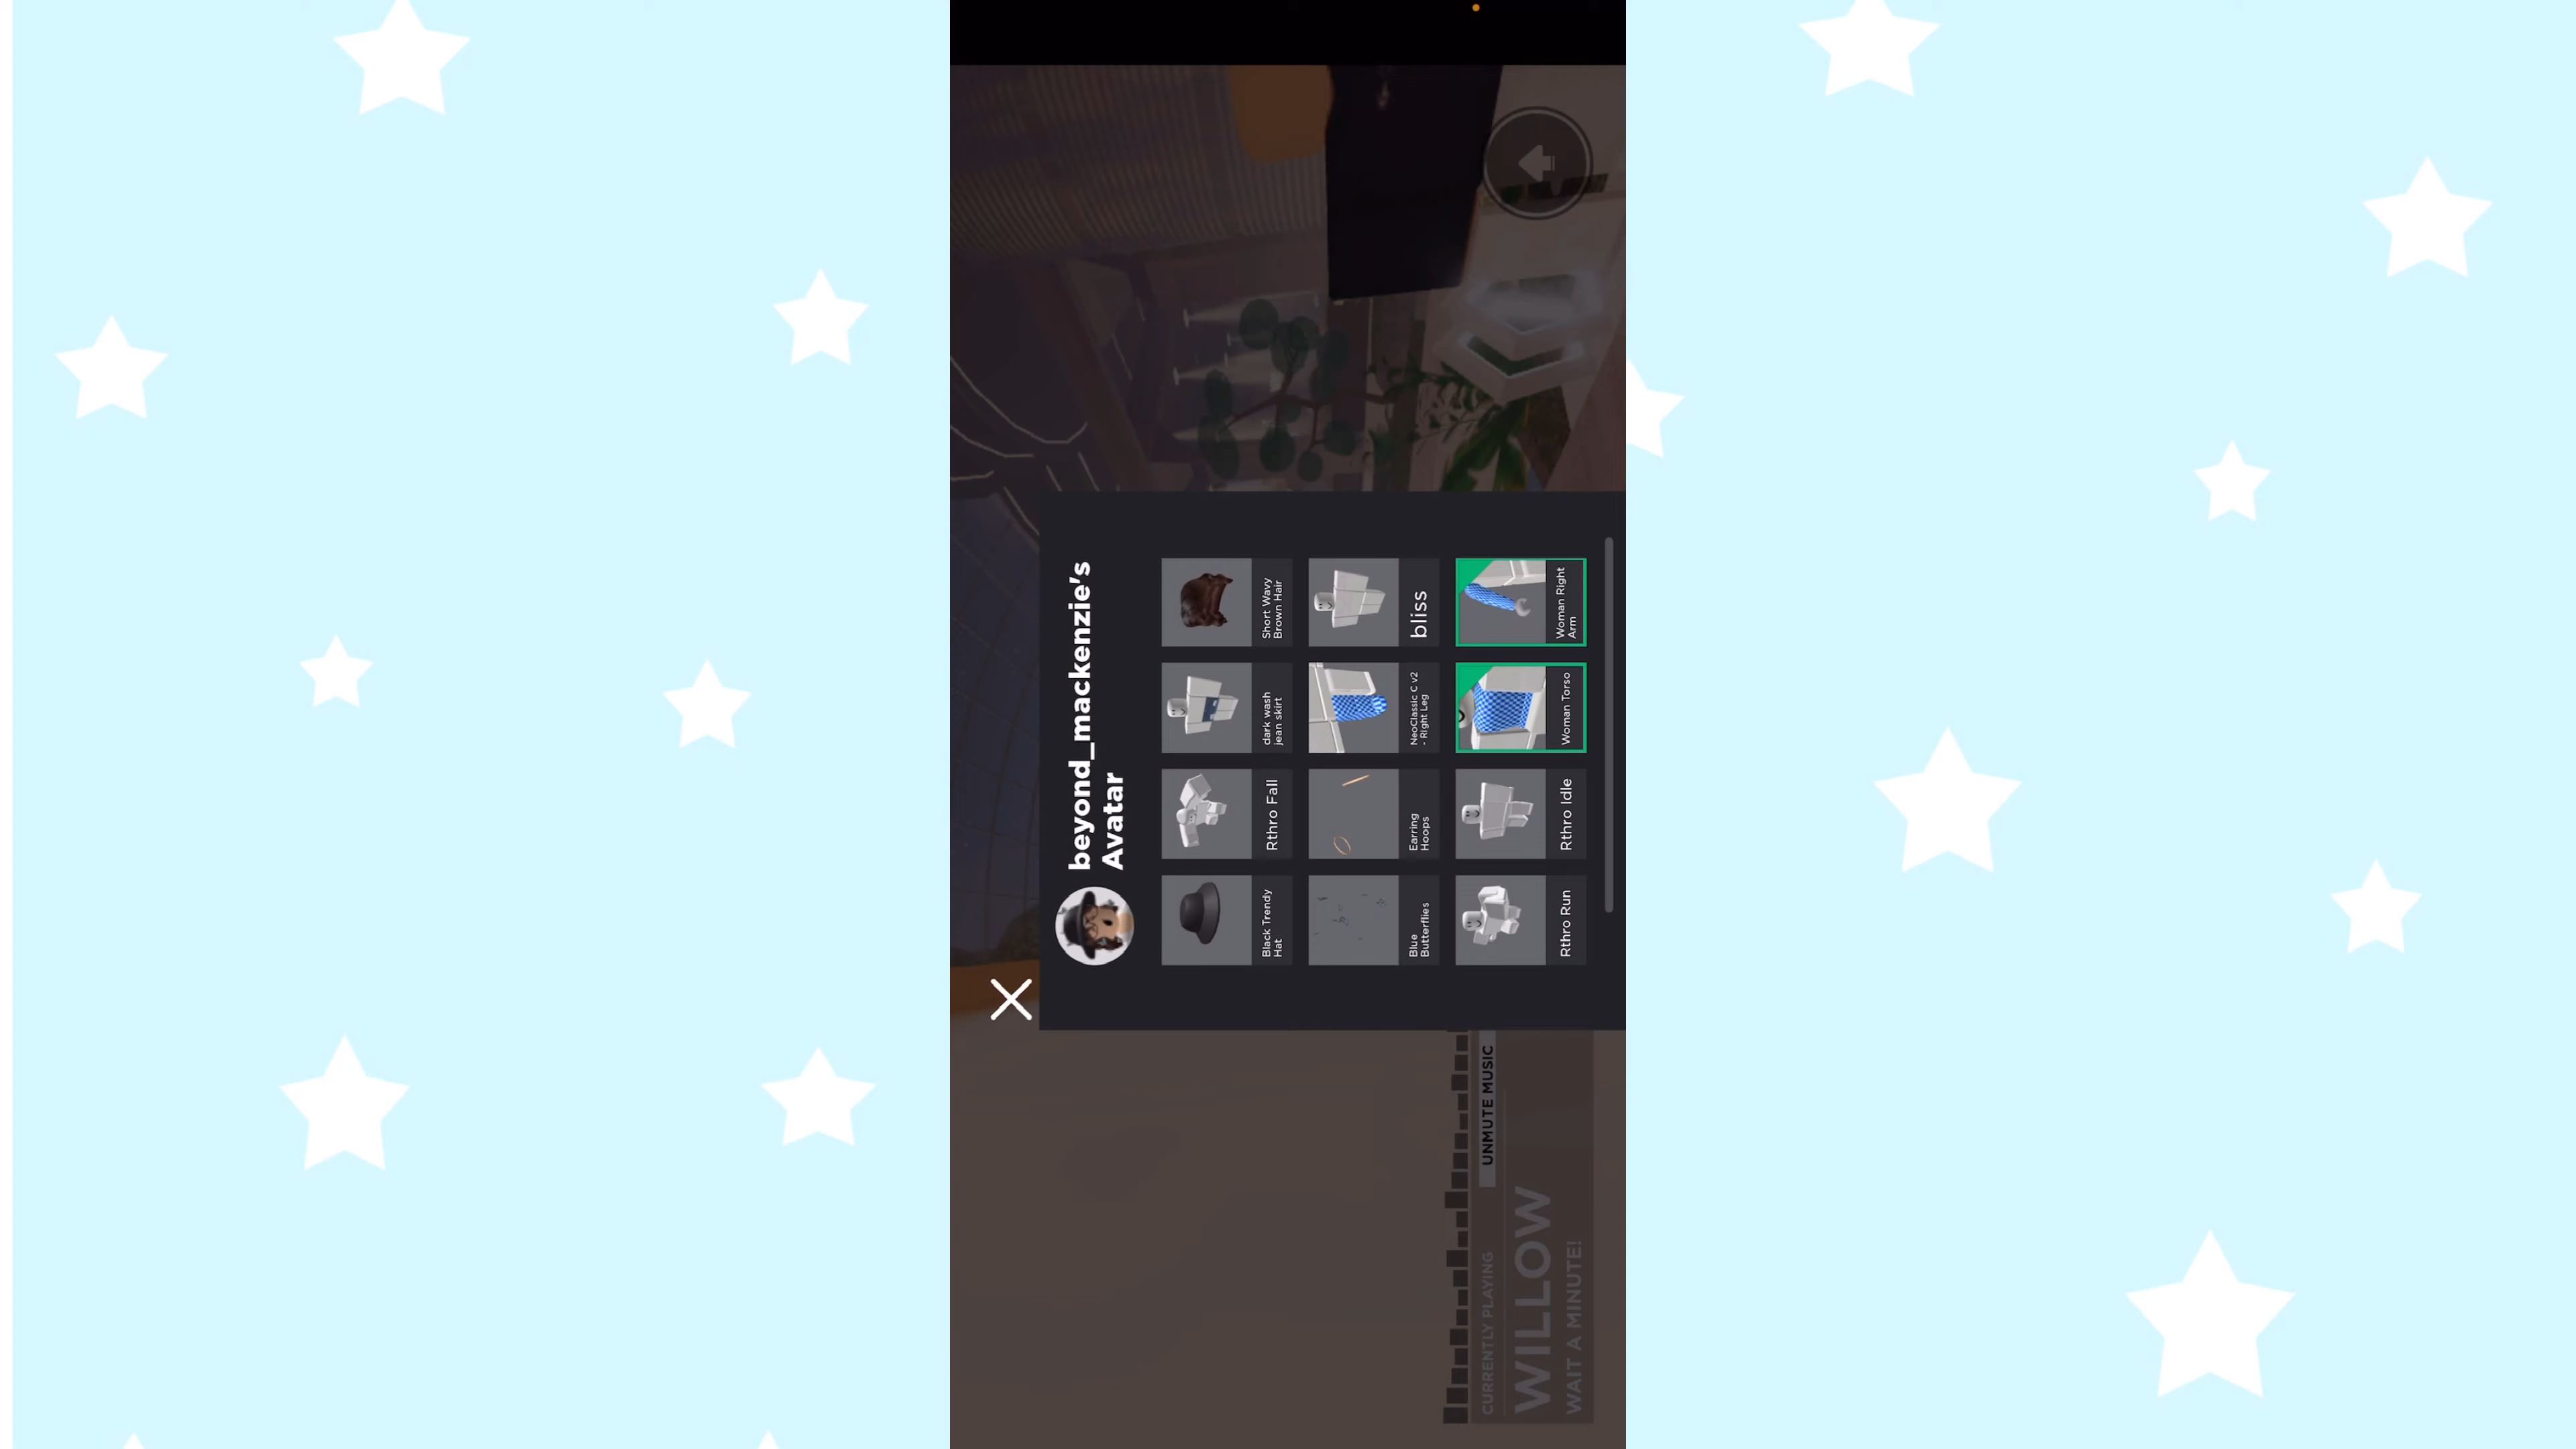 beyond_mackenzie's
Avatar
Black Trendy
Hat
Rthro Fall
dark wash
jean skirt
Short Wavy
Brown Hair
Blue
Butterflies
Earring
Hooops
NeoClassic C v2
- Right Leg
bliss
Rthro Run
Rthro Idle
Woman Torso
Woman Right
Arm
CURRENTLY PLAYING
UNMUTE MUSIC
WILLOW
WAIT A MINUTE!